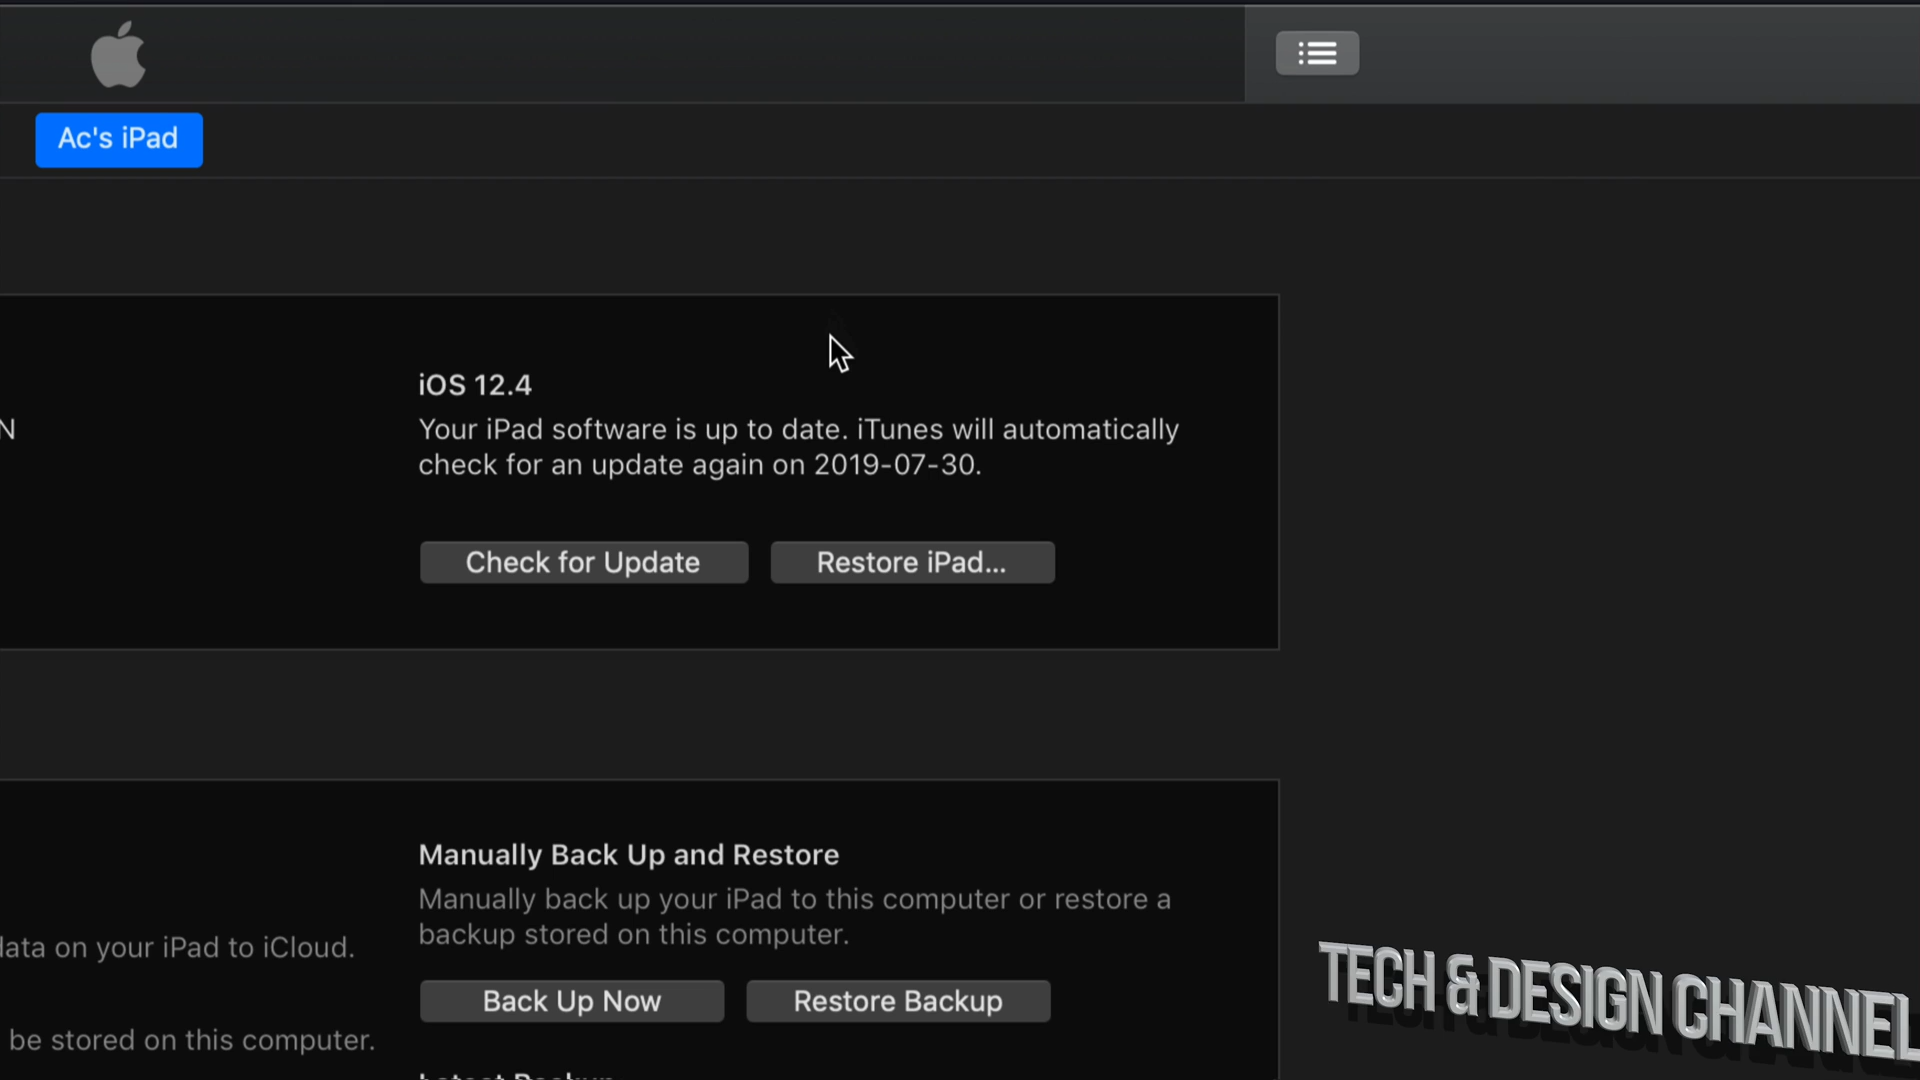 Ac's iPad
iOS 12.4
N
Your iPad software is up to date. iTunes will automatically
check for an update again on 2019-07-30.
Check for Update
Restore iPad...
Manually Back Up and Restore
Manually back up your iPad to this computer or restore a
backup stored on this computer.
data on your iPad to iCloud.
Back Up Now
Restore Backup
be stored on this computer.
Latest Backup
TECH & DESIGN CHANNEL